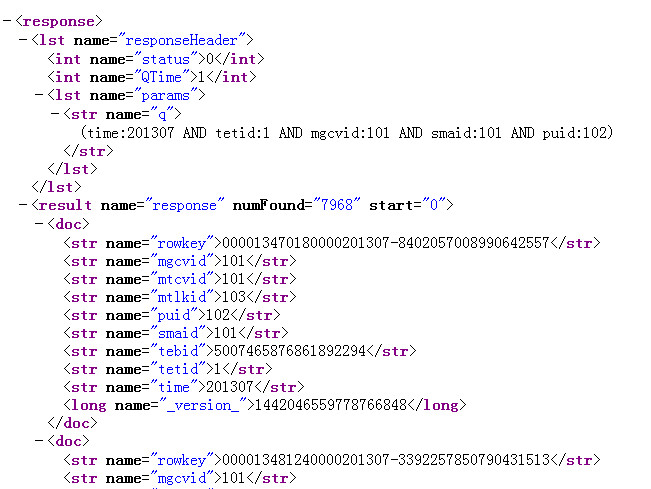 −<response>
−<lst name="responseHeader">
<int name="status">0</int>
<int name="QTime">1</int>
−<lst name="params">
−<str name="q">
(time:201307 AND tetid:1 AND mgcvid:101 AND smaid:101 AND puid:102)
</str>
</lst>
</lst>
−<result name="response" numFound="7968" start="0">
−<doc>
<str name="rowkey">000013470180000201307-8402057008990642557</str>
<str name="mgcvid">101</str>
<str name="mtcvid">101</str>
<str name="mtlkid">103</str>
<str name="puid">102</str>
<str name="smaid">101</str>
<str name="tebid">5007465876861892294</str>
<str name="tetid">1</str>
<str name="time">201307</str>
<long name="_version_">1442046559778766848</long>
</doc>
−<doc>
<str name="rowkey">000013481240000201307-3392257850790431513</str>
<str name="mgcvid">101</str>